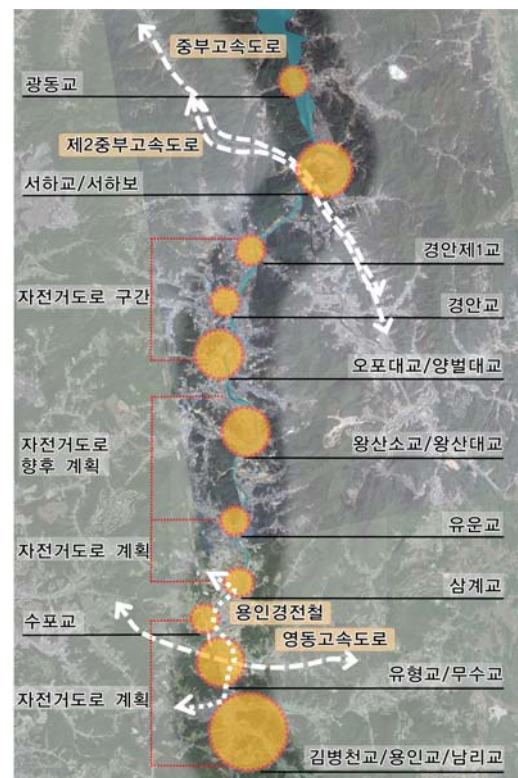 중부고속도로
광동교
제2중부고속도로
서하교/서하보
경안제1교
자전거도로 구간
경안교
오포대교/양벌대교
왕산소교/왕산대교
자전거도로
향후 계획
유운교
자전거도로 계획
삼계교
용인경전철
수포교
영동고속도로
유형교/무수교
자전거도로 계획
김병천교/용인교/남리교